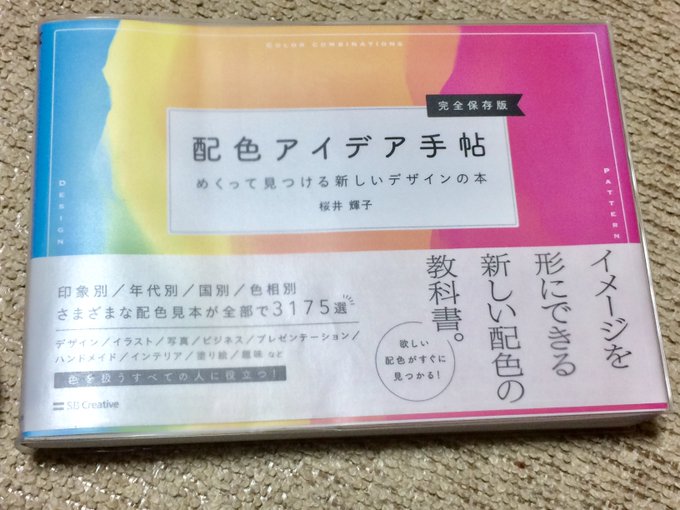 COLOR COMBINATIONS
完全保存版
配色アイデア手帖
めくって見つける新しいデザインの本
桜井 輝子
DESIGN
PATTERN
イメージを
形にできる
新しい配色の
教科書。
印象別／年代別／国別／色相別
さまざまな配色見本が全部で3175選
デザイン／イラスト／写真／ビジネス／プレゼンテーション／
ハンドメイド／インテリア／塗り絵／趣味 など
色を扱うすべての人に役立つ！
欲しい
配色がすぐに
見つかる！
SB Creative